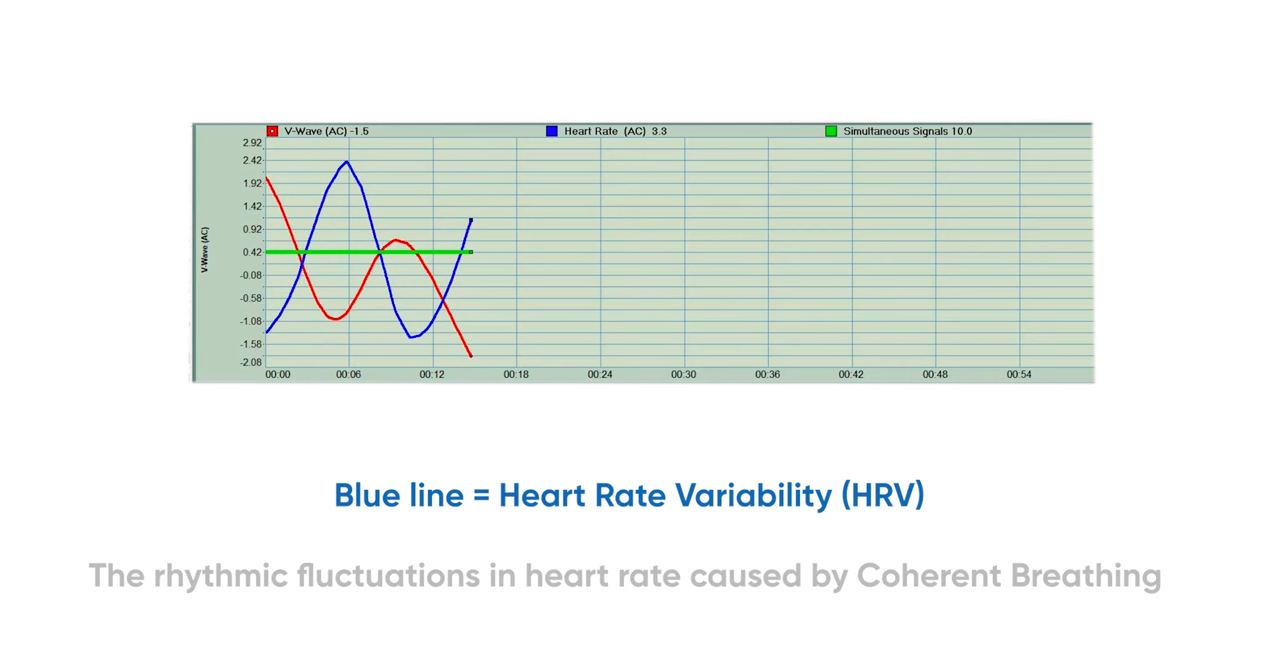 V-Wave (AC) -1.5 Heart Rate (AC) 3.3 Simultaneous Signals 10.0
V-Wave (AC)
2.92
2.42
1.92
1.42
0.92
0.42
-0.08
-0.58
-1.08
-1.58
-2.08
00:00 00:06 00:12 00:18 00:24 00:30 00:36 00:42 00:48 00:54
Blue line = Heart Rate Variability (HRV)
The rhythmic fluctuations in heart rate caused by Coherent Breathing